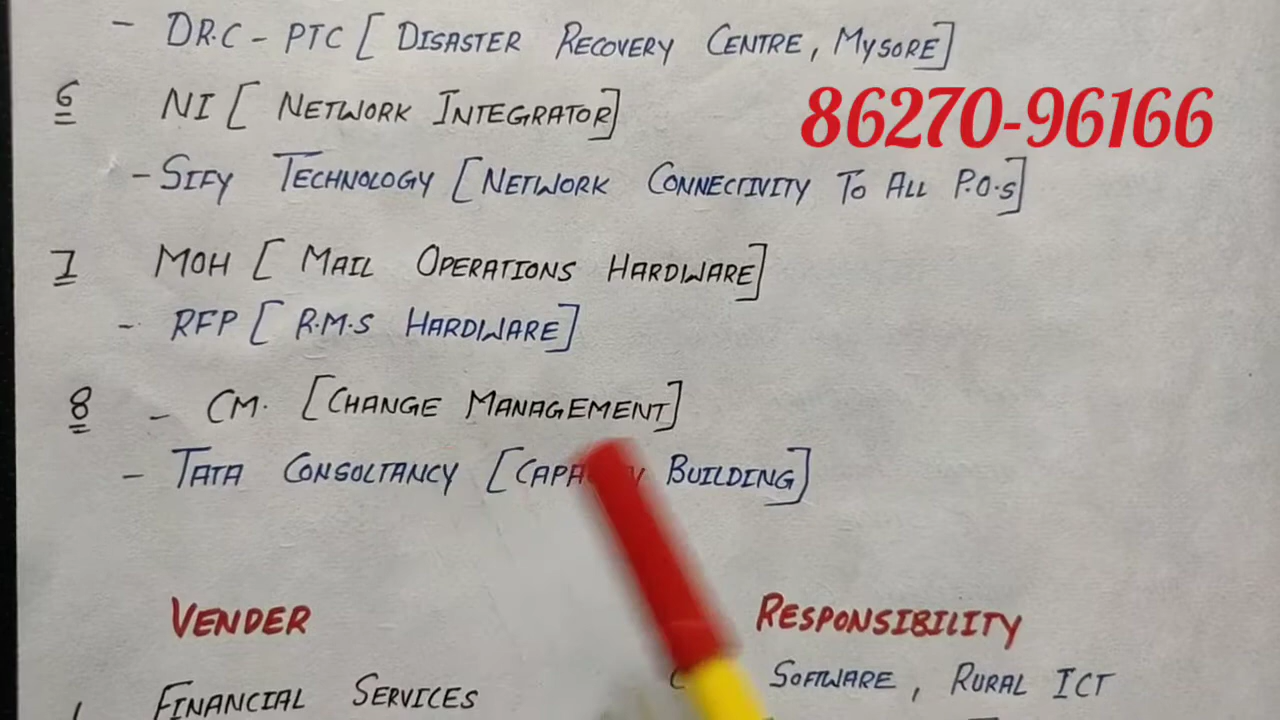 - DR.C - PTC [ DISASTER RECOVERY CENTRE, MYSORE]
86270-96166
6 NI [ NETWORK INTEGRATOR]
- SIFY TECHNOLOGY [NETWORK CONNECTIVITY TO ALL P.O.s]
7 MOH [ MAIL OPERATIONS HARDWARE]
- RFP [ R.M.S HARDWARE]
8 - CM. [CHANGE MANAGEMENT]
- TATA CONSOLTANCY [ BUILDING]
VENDER RESPONSIBILITY
SOFTWARE, RURAL ICT
1 FINANCIAL SERVICES